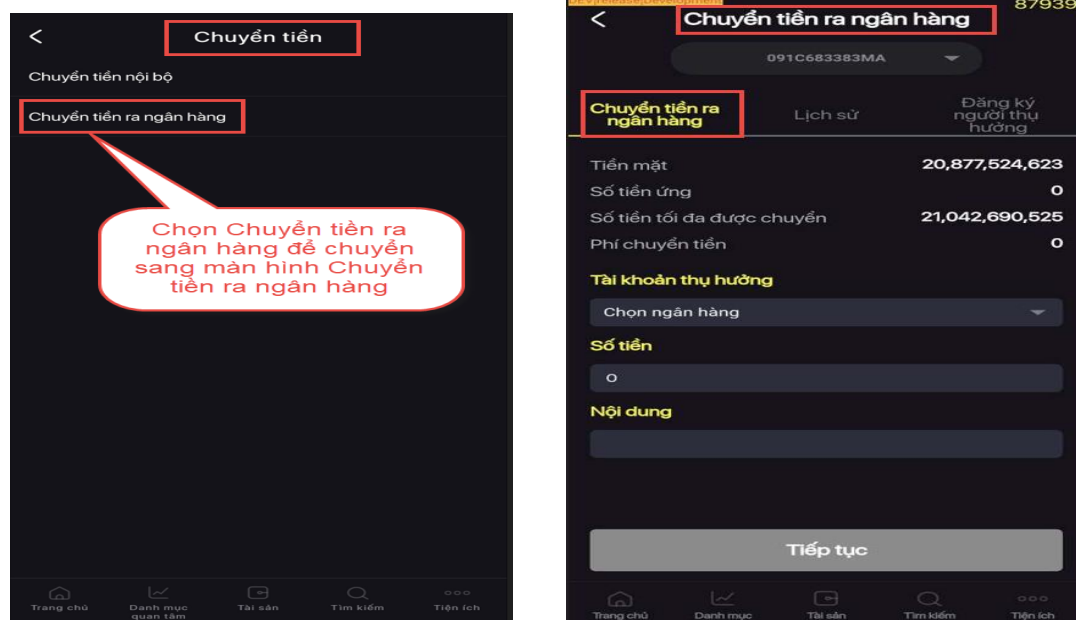 Chuyển tiền
Chuyển tiền nội bộ
Chuyển tiền ra ngân hàng
Chọn Chuyển tiền ra
ngân hàng để chuyển
sang màn hình Chuyển
tiền ra ngân hàng
Trang chủ
Danh mục
quan tâm
Tài sản
Tìm kiếm
Tiện ích
DEV|release|Development
87939
Chuyển tiền ra ngân hàng
091C683383MA
Chuyển tiền ra
ngân hàng
Lịch sử
Đăng ký
người thụ
hưởng
Tiền mặt 20,877,524,623
Số tiền ứng 0
Số tiền tối đa được chuyển 21,042,690,525
Phí chuyển tiền 0
Tài khoản thụ hưởng
Chọn ngân hàng
Số tiền
0
Nội dung
Tiếp tục
Trang chủ
Danh mục
Tài sản
Tìm kiếm
Tiện ích